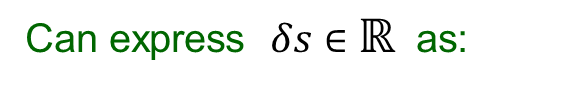 Can express δs ∈ ℝ as: